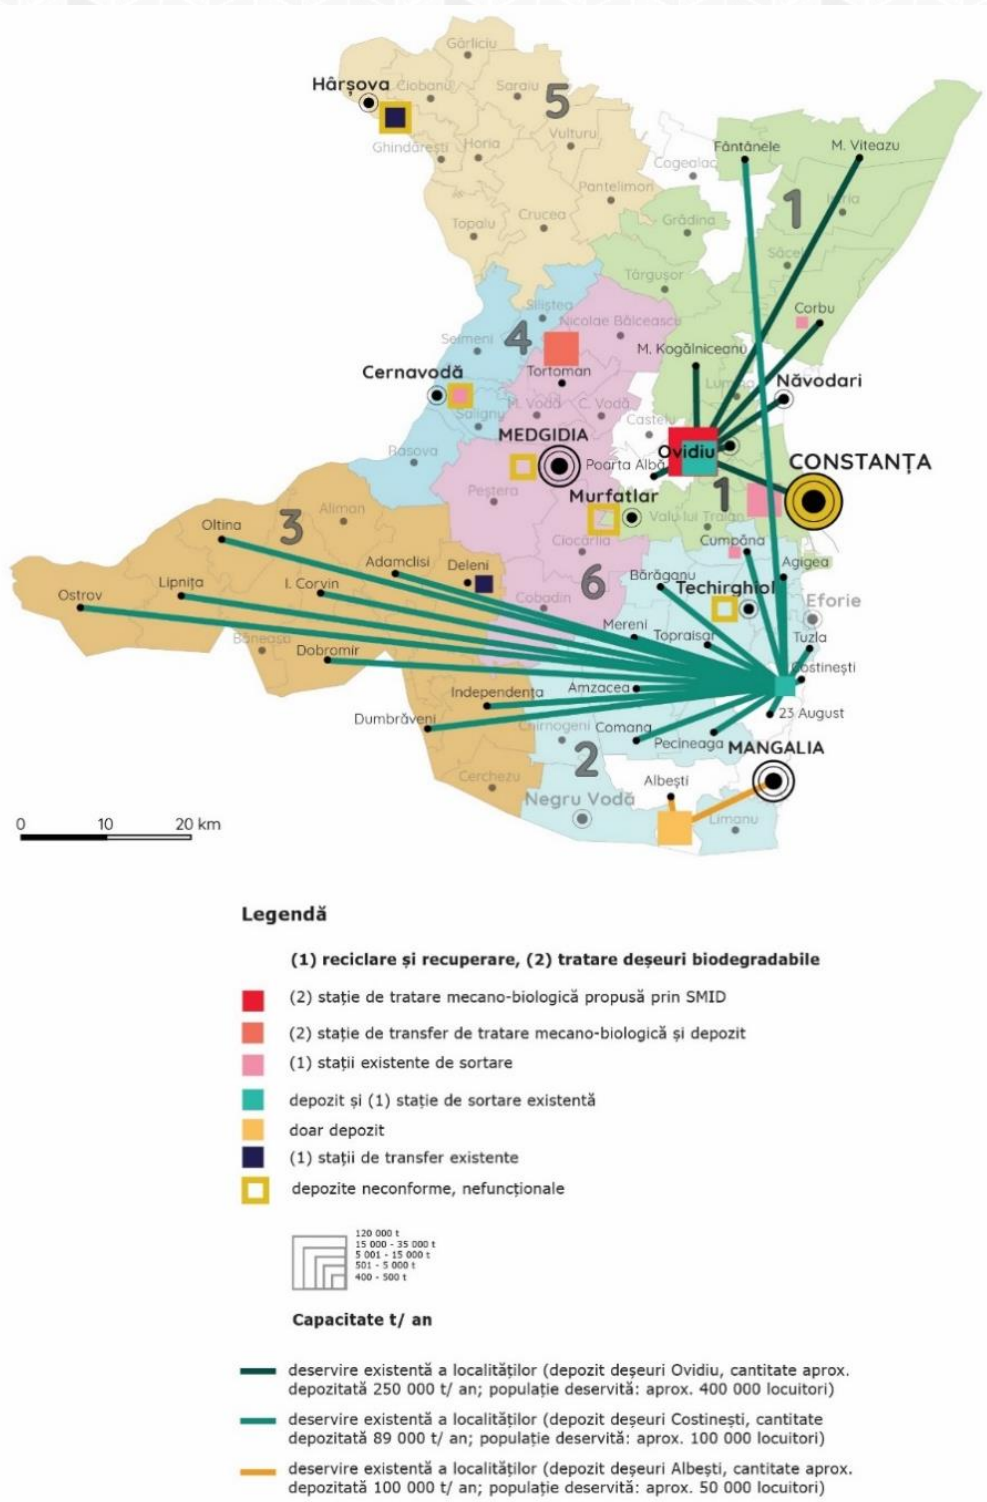 Gârliciu
Hârșova
Ciobanu
Saraiu
5
Ghindărești
Horia
Vulturu
Cogealac
Fântânele
M. Viteazu
Pantelimon
1
Topalu
Crucea
Grădina
Săcele
Târgușor
Siliștea
Nicolae Bălcescu
Corbu
4
Seimeni
M. Kogălniceanu
Cernavodă
Tortoman
Lumina
Năvodari
Saligny
M. Vodă
C. Vodă
Castelu
MEDGIDIA
Rasova
Poarta Albă
Ovidiu
CONSTANȚA
Peștera
Murfatlar
1
Valu lui Traian
3
Aliman
Oltina
Ciocârlia
Cumpăna
Adamclisi
Deleni
6
Bărăganu
Agigea
Lipnița
I. Corvin
Techirghiol
Ostrov
Cobadin
Eforie
Băneasa
Mereni
Topraisar
Tuzla
Dobromir
Costinești
Independența
Amzacea
Dumbrăveni
Chirnogeni
Comana
23 August
Pecineaga
MANGALIA
2
Cerchezu
Albești
Negru Vodă
Limanu
0 10 20 km
Legendă
(1) reciclare și recuperare, (2) tratare deșeuri biodegradabile
(2) stație de tratare mecano-biologică propusă prin SMID
(2) stație de transfer de tratare mecano-biologică și depozit
(1) stații existente de sortare
depozit și (1) stație de sortare existentă
doar depozit
(1) stații de transfer existente
depozite neconforme, nefuncționale
120 000 t
15 000 - 35 000 t
5 001 - 15 000 t
501 - 5 000 t
400 - 500 t
Capacitate t/ an
deservire existentă a localităților (depozit deșeuri Ovidiu, cantitate aprox.
depozitată 250 000 t/ an; populație deservită: aprox. 400 000 locuitori)
deservire existentă a localităților (depozit deșeuri Costinești, cantitate
depozitată 89 000 t/ an; populație deservită: aprox. 100 000 locuitori)
deservire existentă a localităților (depozit deșeuri Albești, cantitate aprox.
depozitată 100 000 t/ an; populație deservită: aprox. 50 000 locuitori)